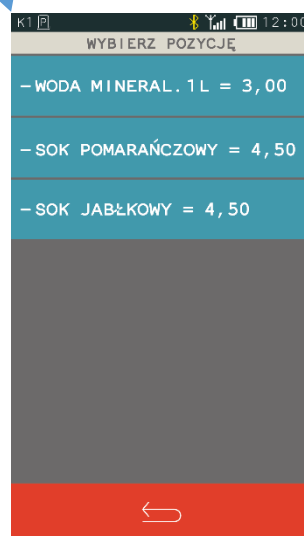 K1 P 12:00
WYBIERZ POZYCJĘ
-WODA MINERAL.1L = 3,00
-SOK POMARAŃCZOWY = 4,50
-SOK JABŁKOWY = 4,50